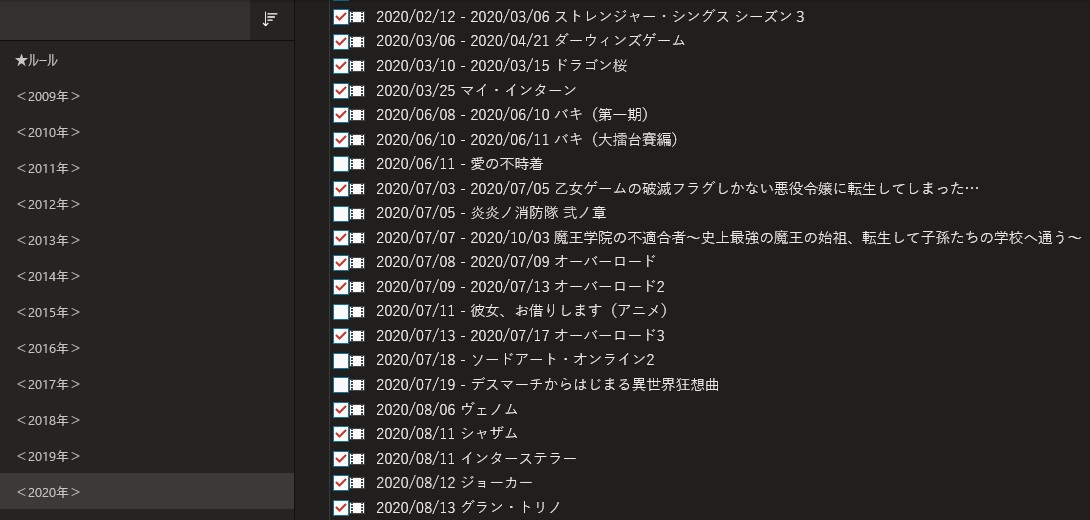 ★ルール
＜2009年＞
＜2010年＞
＜2011年＞
＜2012年＞
＜2013年＞
＜2014年＞
＜2015年＞
＜2016年＞
＜2017年＞
＜2018年＞
＜2019年＞
＜2020年＞
2020/02/12 - 2020/03/06 ストレンジャー・シングス シーズン３
2020/03/06 - 2020/04/21 ダーウィンズゲーム
2020/03/10 - 2020/03/15 ドラゴン桜
2020/03/25 マイ・インターン
2020/06/08 - 2020/06/10 バキ（第一期）
2020/06/10 - 2020/06/11 バキ（大擂台賽編）
2020/06/11 - 愛の不時着
2020/07/03 - 2020/07/05 乙女ゲームの破滅フラグしかない悪役令嬢に転生してしまった…
2020/07/05 - 炎炎ノ消防隊 弐ノ章
2020/07/07 - 2020/10/03 魔王学院の不適合者～史上最強の魔王の始祖、転生して子孫たちの学校へ通う～
2020/07/08 - 2020/07/09 オーバーロード
2020/07/09 - 2020/07/13 オーバーロード2
2020/07/11 - 彼女、お借りします（アニメ）
2020/07/13 - 2020/07/17 オーバーロード3
2020/07/18 - ソードアート・オンライン2
2020/07/19 - デスマーチからはじまる異世界狂想曲
2020/08/06 ヴェノム
2020/08/11 シャザム
2020/08/11 インターステラー
2020/08/12 ジョーカー
2020/08/13 グラン・トリノ